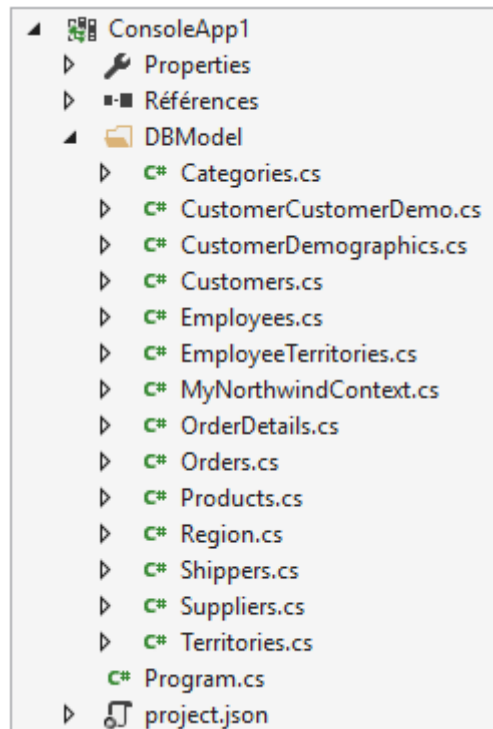 ConsoleApp1
Properties
Références
DBModel
C# Categories.cs
C# CustomerCustomerDemo.cs
C# CustomerDemographics.cs
C# Customers.cs
C# Employees.cs
C# EmployeeTerritories.cs
C# MyNorthwindContext.cs
C# OrderDetails.cs
C# Orders.cs
C# Products.cs
C# Region.cs
C# Shippers.cs
C# Suppliers.cs
C# Territories.cs
C# Program.cs
project.json